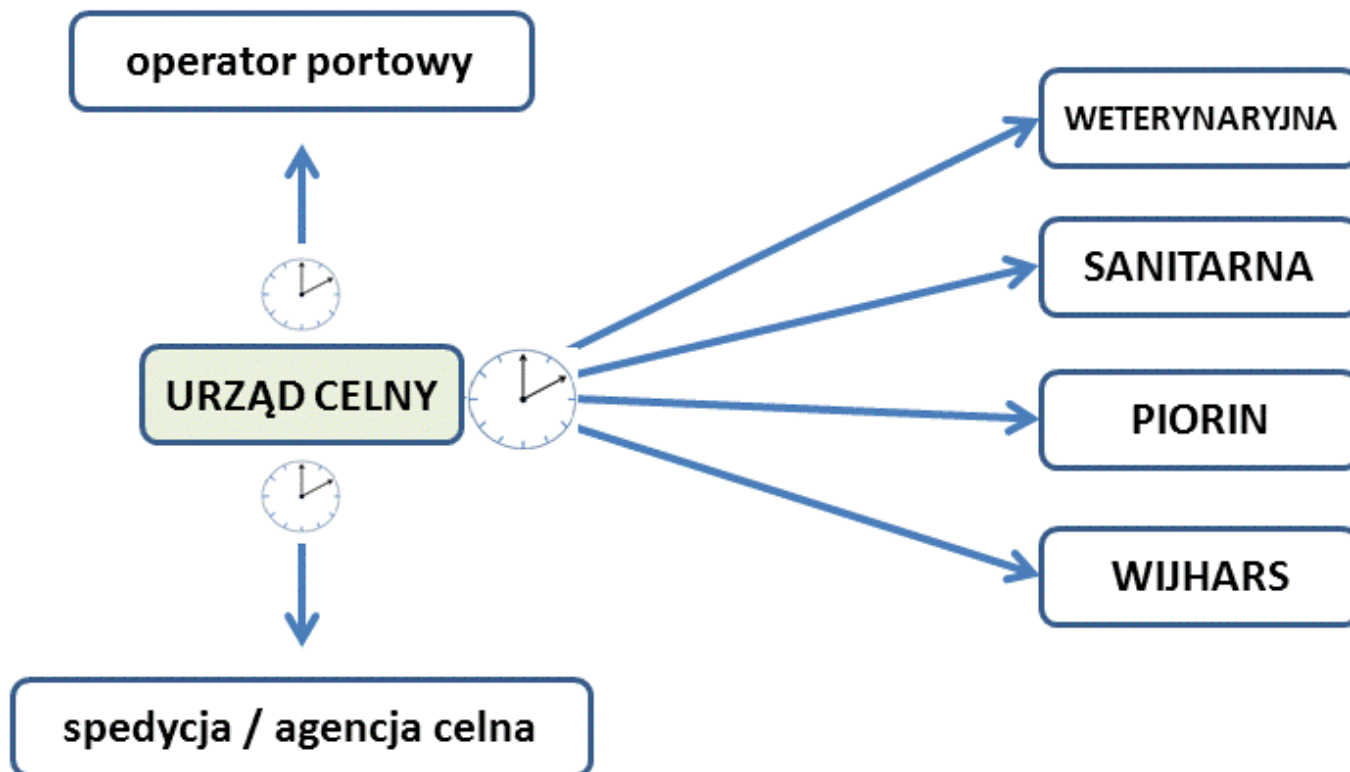 operator portowy
WETERYNARYJNA
SANITARNA
URZĄD CELNY
PIORIN
WIJHARS
spedycja / agencja celna